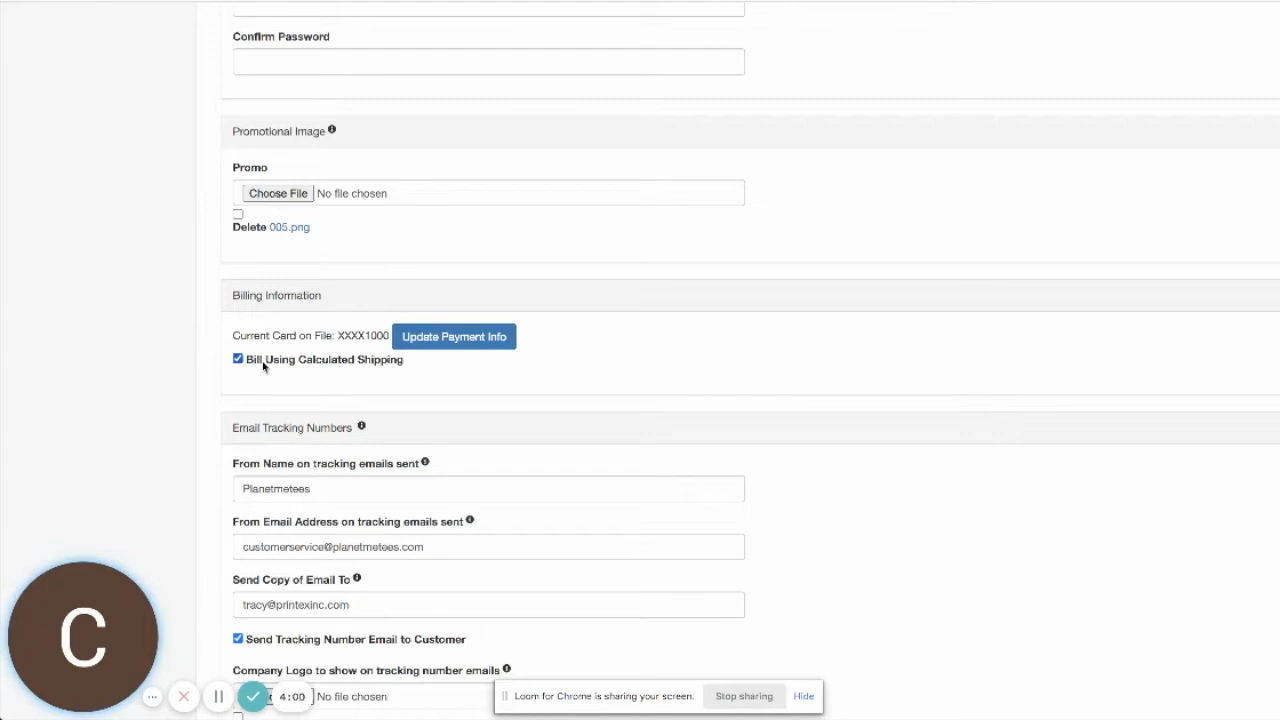 Confirm Password
Promotional Image
Promo
Choose File No file chosen
Delete 005.png
Billing Information
Current Card on File: XXXX1000 Update Payment Info
Bill Using Calculated Shipping
Email Tracking Numbers
From Name on tracking emails sent
Planetmetees
From Email Address on tracking emails sent
customerservice@planetmetees.com
Send Copy of Email To
tracy@printexinc.com
Send Tracking Number Email to Customer
Company Logo to show on tracking number emails
No file chosen
C
4:00
Loom for Chrome is sharing your screen. Stop sharing Hide